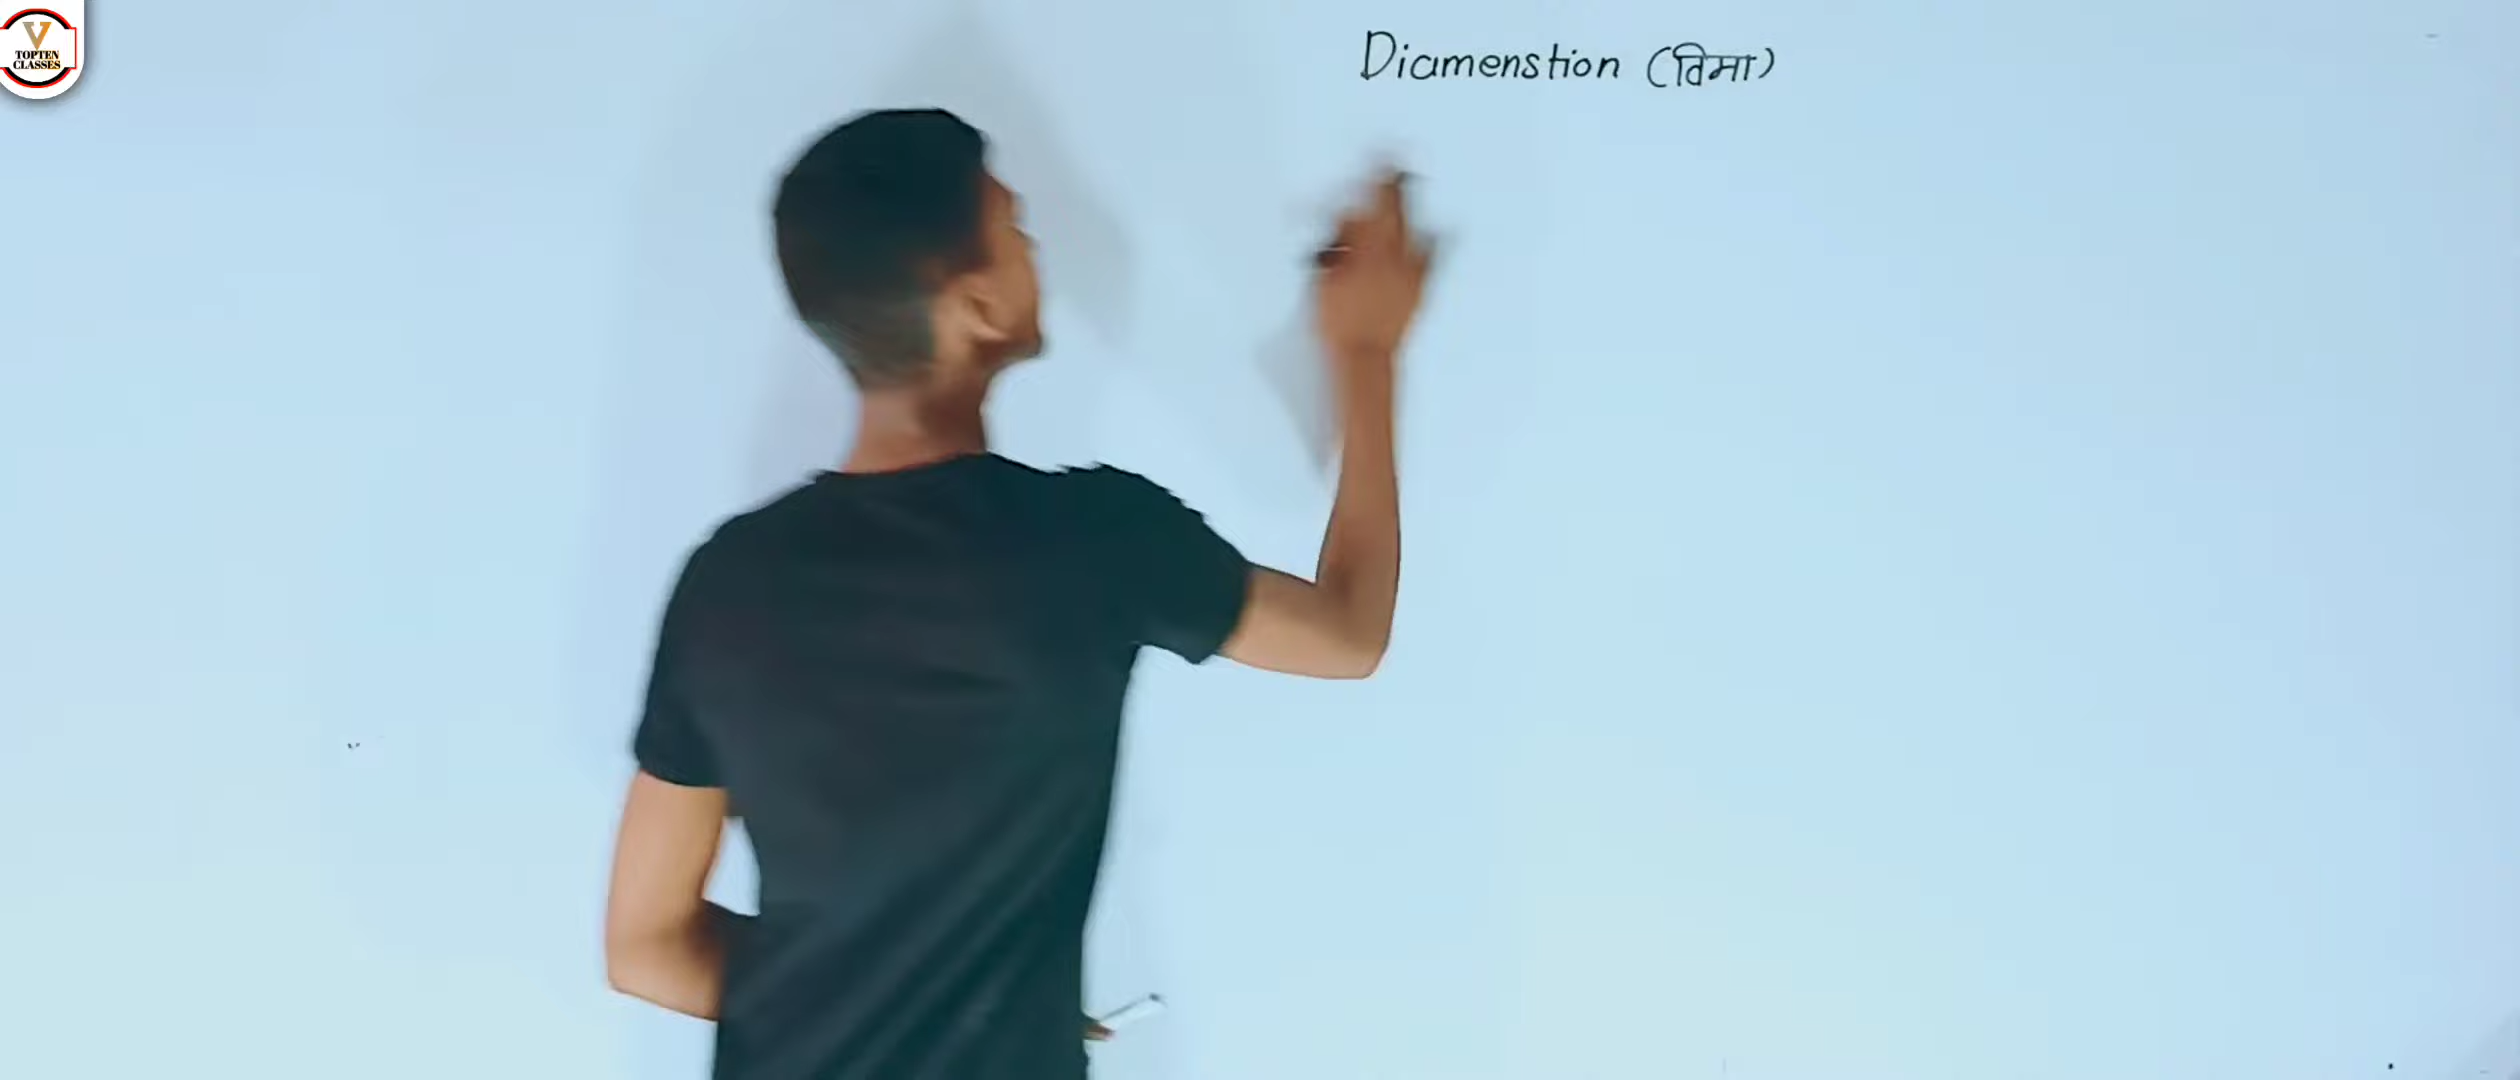 V
TOPTEN
CLASSES
Diamenstion (विमा)